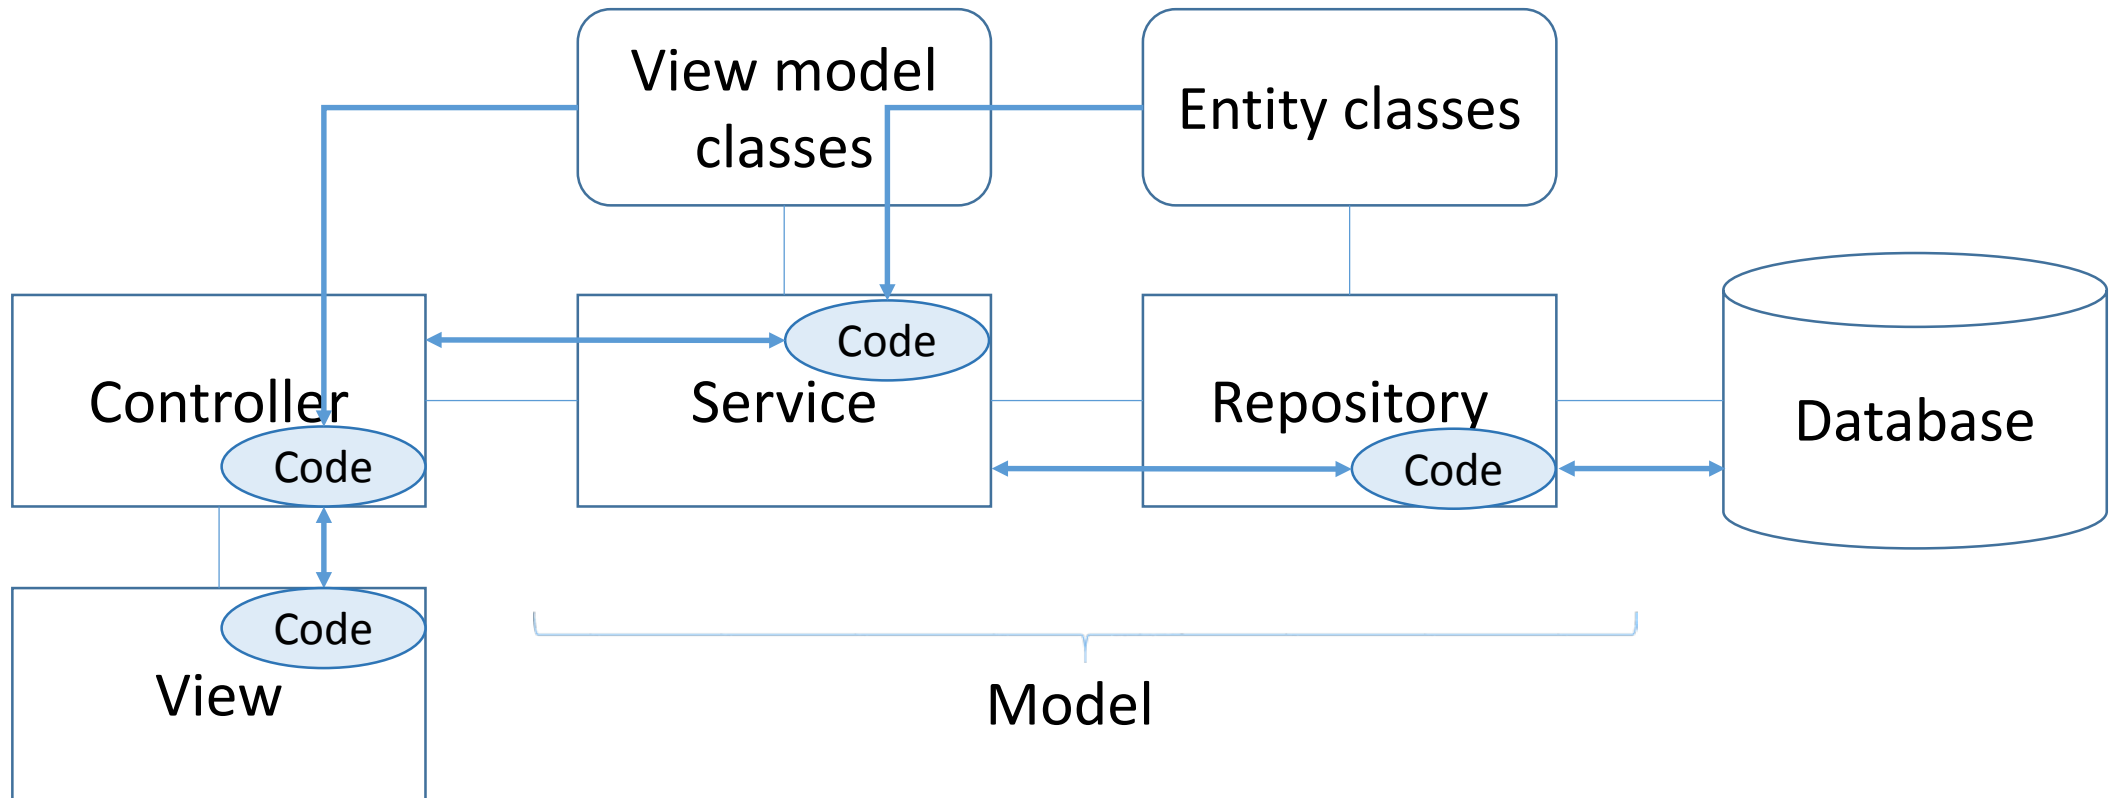 View model
classes
Entity classes
Code
Controller
Service
Repository
Database
Code
Code
Code
View
Model